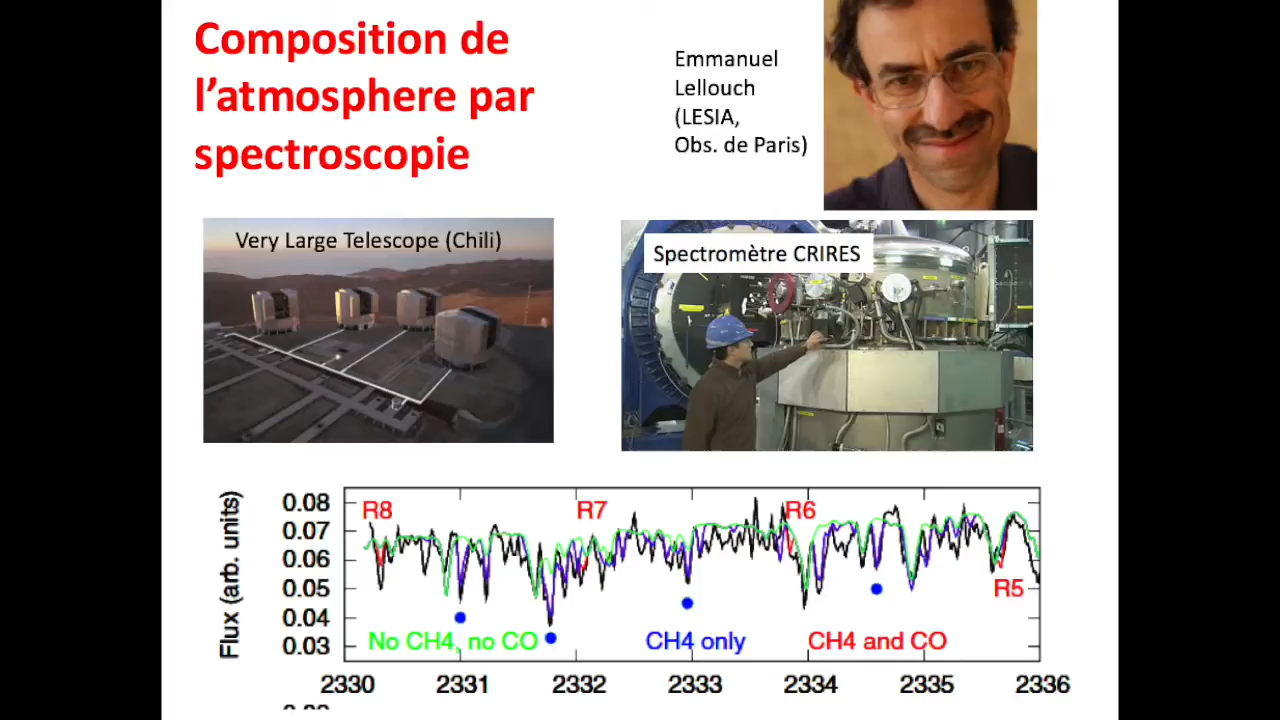 Composition de
l’atmosphere par
spectroscopie
Emmanuel
Lellouch
(LESIA,
Obs. de Paris)
Very Large Telescope (Chili)
Spectromètre CRIRES
Flux (arb. units)
0.08
0.07
0.06
0.05
0.04
0.03
R8
R7
R6
R5
No CH4, no CO
CH4 only
CH4 and CO
2330
2331
2332
2333
2334
2335
2336